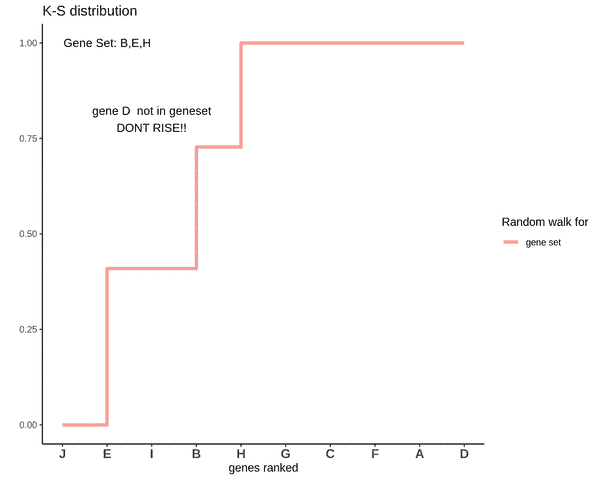 K-S distribution
Gene Set: B,E,H
gene D  not in geneset
DONT RISE!!
1.00
0.75
0.50
0.25
0.00
J E I B H G C F A D
genes ranked
Random walk for
gene set